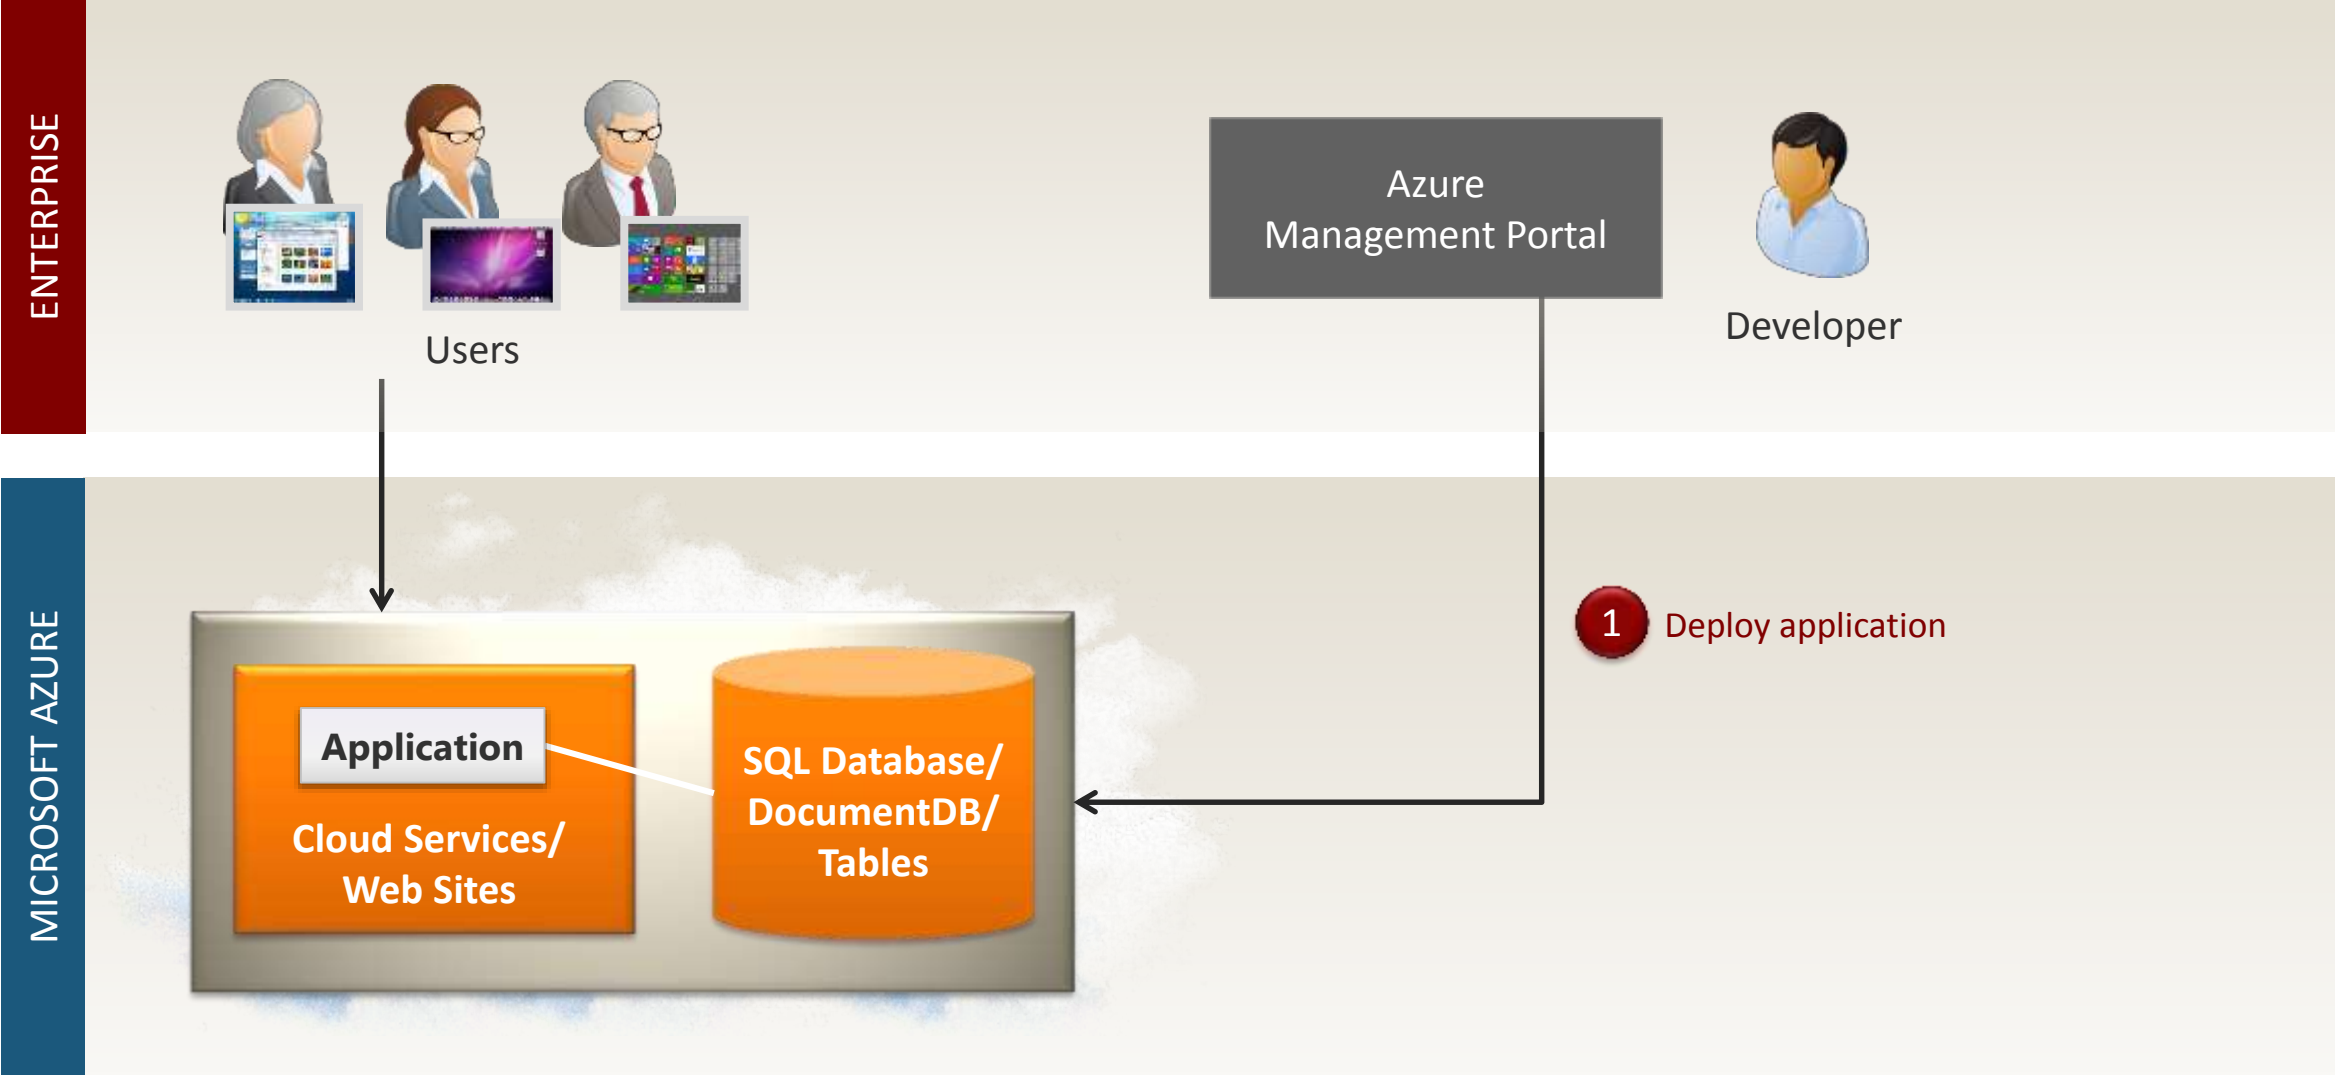 ENTERPRISE
Users
Azure
Management Portal
Developer
MICROSOFT AZURE
1 Deploy application
Application
Cloud Services/
Web Sites
SQL Database/
DocumentDB/
Tables